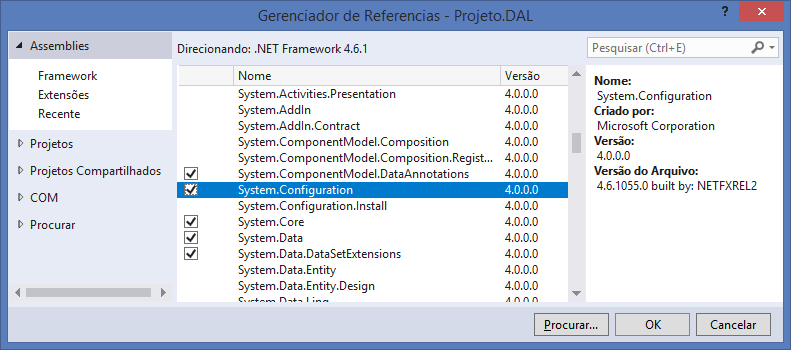 Gerenciador de Referencias - Projeto.DAL
?
Assemblies
Framework
Extensões
Recente
Projetos
Projetos Compartilhados
COM
Procurar
Direcionando: .NET Framework 4.6.1
Nome Versão
System.Activities.Presentation 4.0.0.0
System.AddIn 4.0.0.0
System.AddIn.Contract 4.0.0.0
System.ComponentModel.Composition 4.0.0.0
System.ComponentModel.Composition.Regist... 4.0.0.0
System.ComponentModel.DataAnnotations 4.0.0.0
System.Configuration 4.0.0.0
System.Configuration.Install 4.0.0.0
System.Core 4.0.0.0
System.Data 4.0.0.0
System.Data.DataSetExtensions 4.0.0.0
System.Data.Entity 4.0.0.0
System.Data.Entity.Design 4.0.0.0
System.Data.Linq 4.0.0.0
Pesquisar (Ctrl+E)
Nome:
System.Configuration
Criado por:
Microsoft Corporation
Versão:
4.0.0.0
Versão do Arquivo:
4.6.1055.0 built by: NETFXREL2
Procurar... OK Cancelar